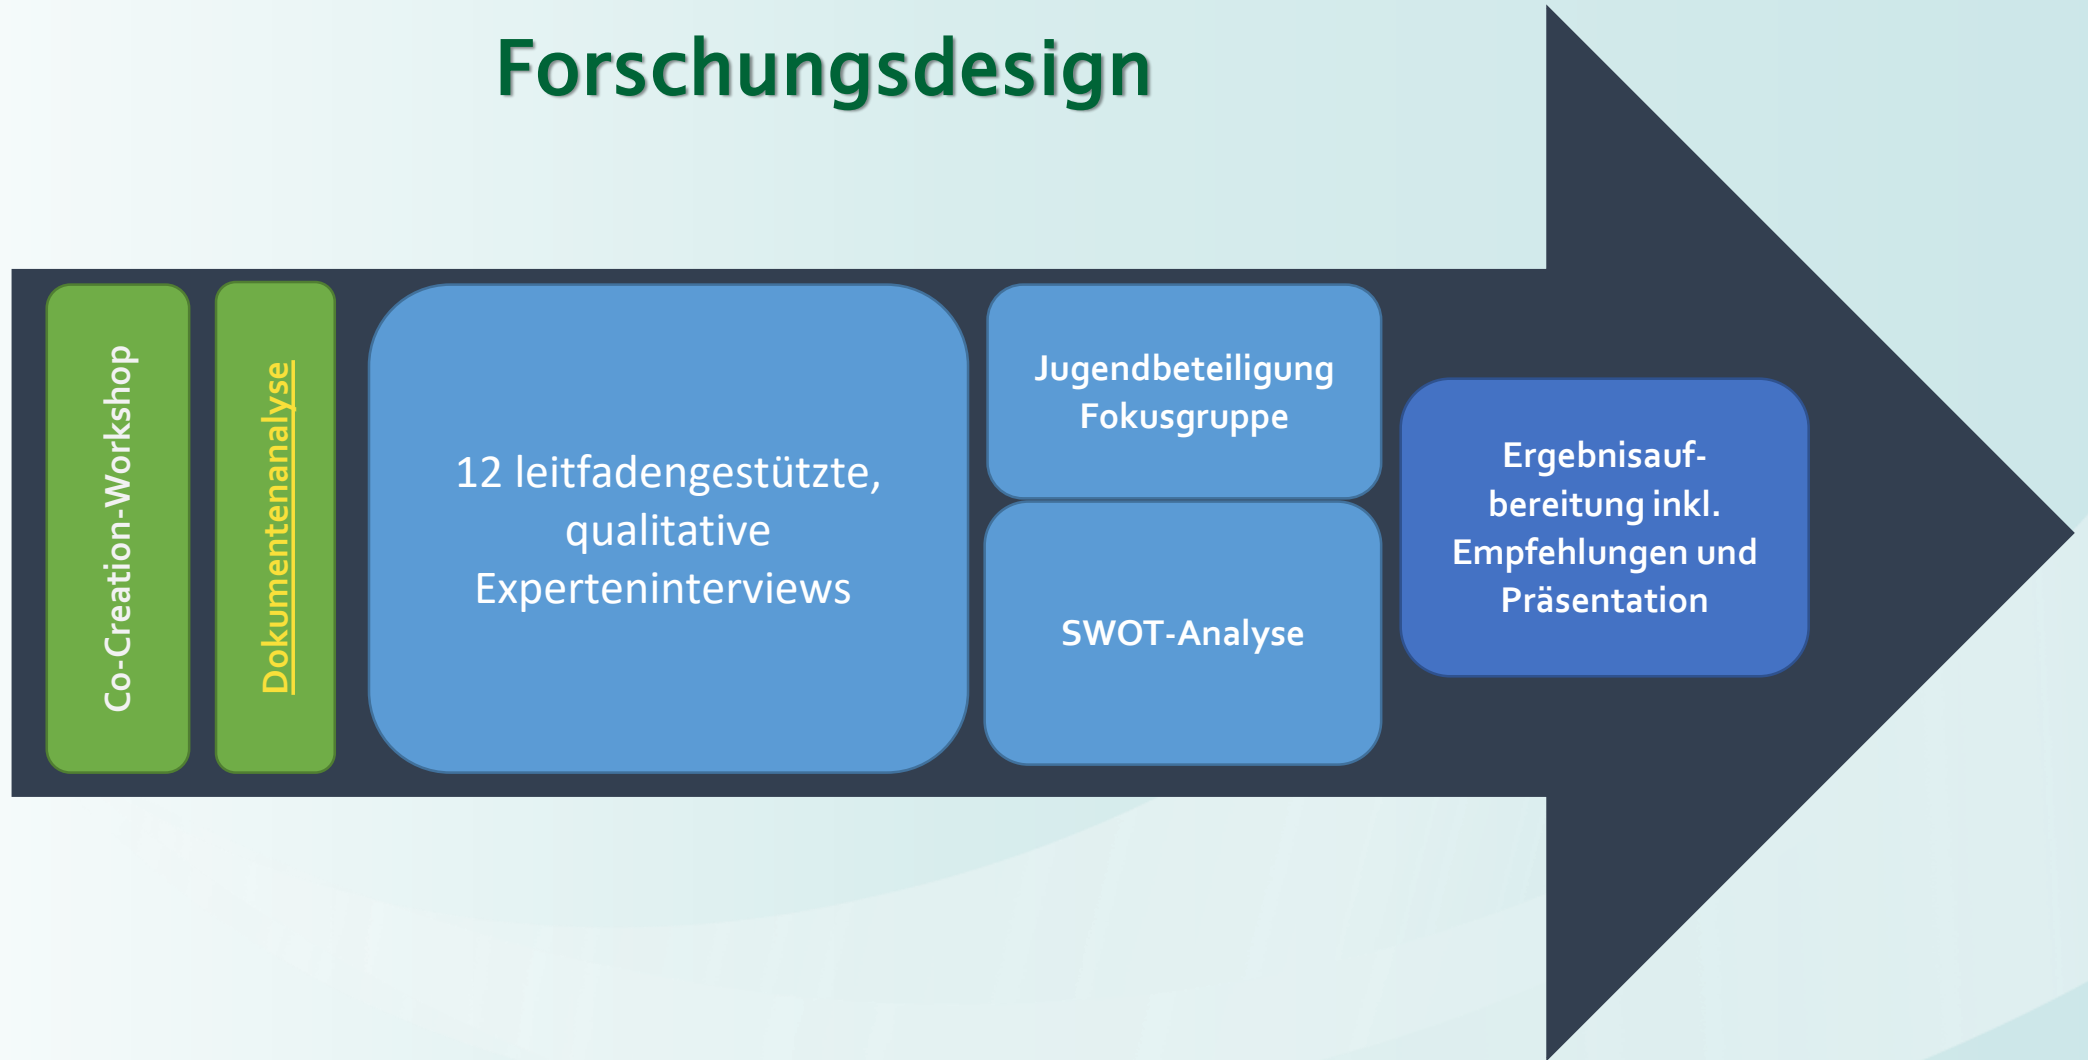 Forschungsdesign
Co-Creation-Workshop
Dokumentenanalyse
12 leitfadengestützte,
qualitative
Experteninterviews
Jugendbeteiligung
Fokusgruppe
SWOT-Analyse
Ergebnisauf-
bereitung inkl.
Empfehlungen und
Präsentation